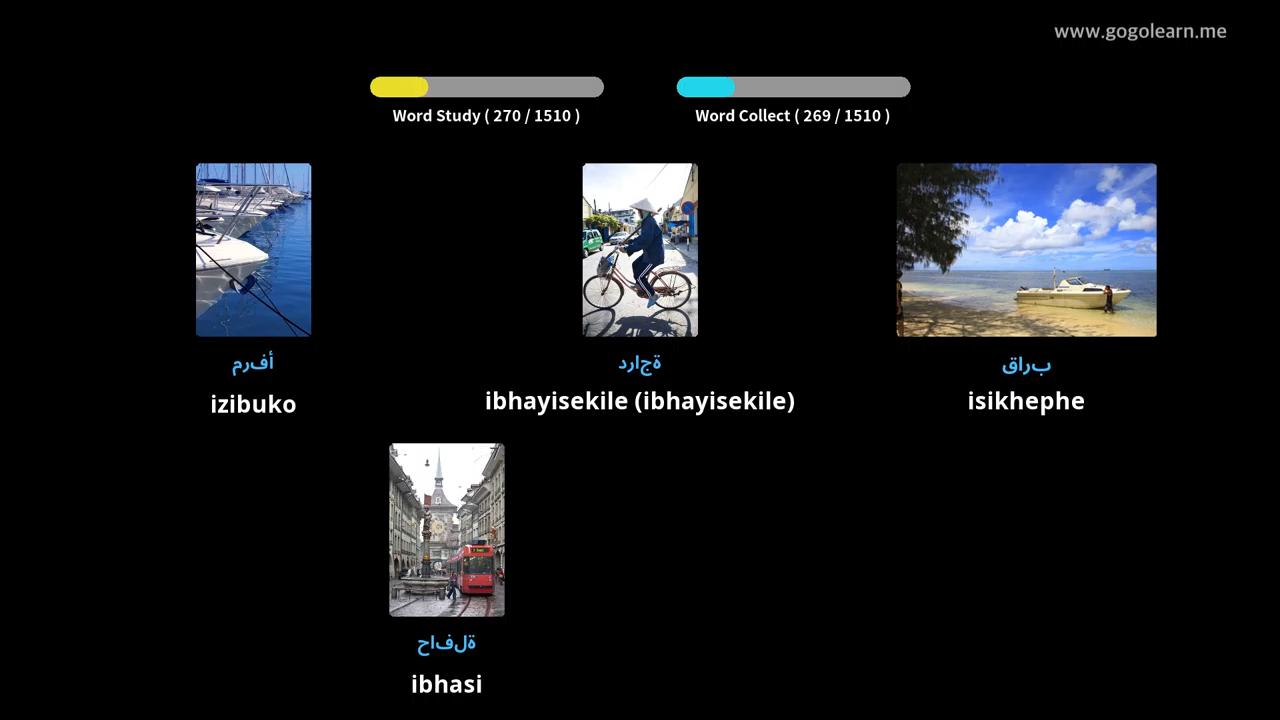 www.gogolearn.me
Word Study ( 270 / 1510 )
Word Collect ( 269 / 1510 )
أفرم
izibuko
ةجارد
ibhayisekile (ibhayisekile)
براق
isikhephe
ةلفاح
ibhasi